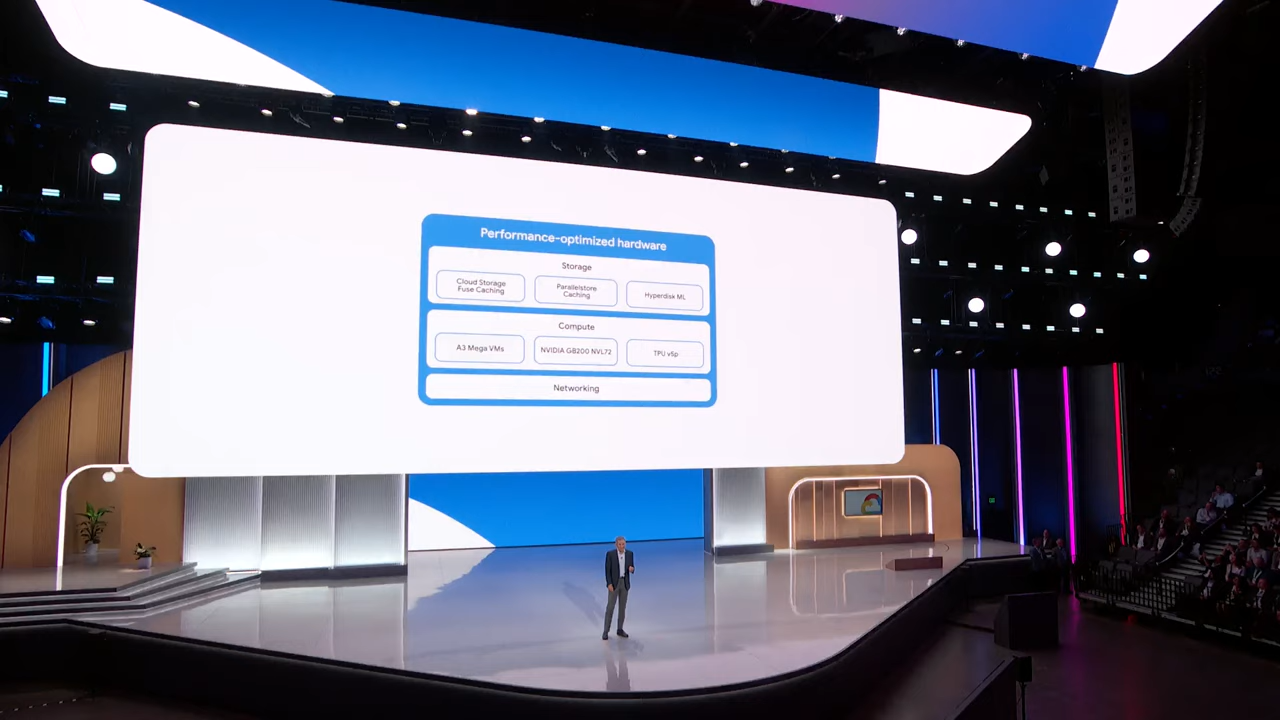 Performance-optimized hardware
Storage
Cloud Storage
Fuse Caching
Parallelstore
Caching
Hyperdisk ML
Compute
A3 Mega VMs
NVIDIA GB200 NVL72
TPU v5p
Networking